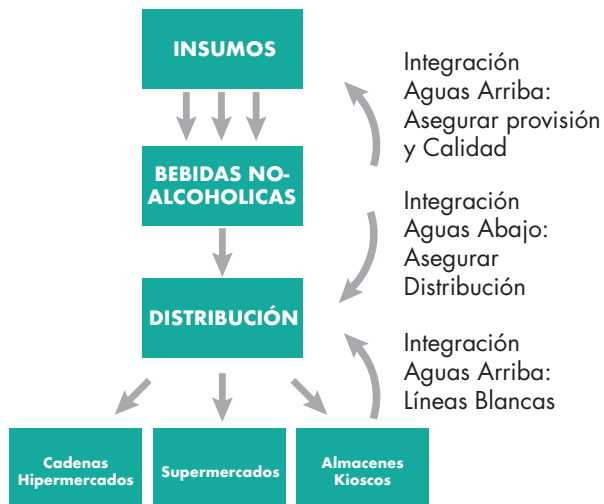 INSUMOS
Integración
Aguas Arriba:
Asegurar provisión
y Calidad
BEBIDAS NO-
ALCOHOLICAS
Integración
Aguas Abajo:
Asegurar
Distribución
DISTRIBUCIÓN
Integración
Aguas Arriba:
Líneas Blancas
Cadenas
Hipermercados
Supermercados
Almacenes
Kioscos